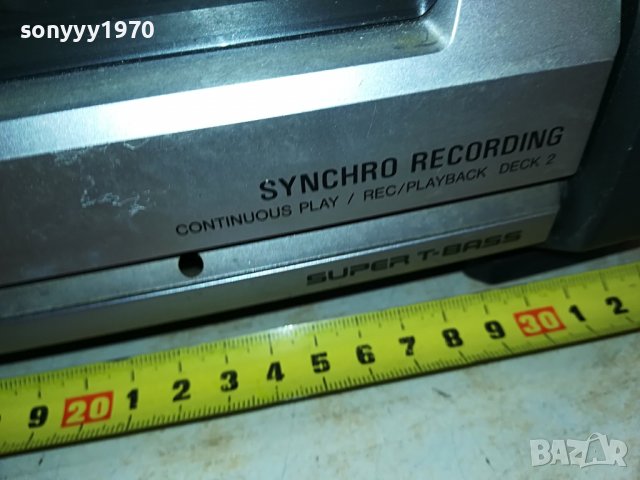 sonyyy1970
SYNCHRO RECORDING
CONTINUOUS PLAY / REC/PLAYBACK DECK 2
SUPER T-BASS
9 20 1 2 3 4 5 6 7 8 9 30 1 2
BAZAR